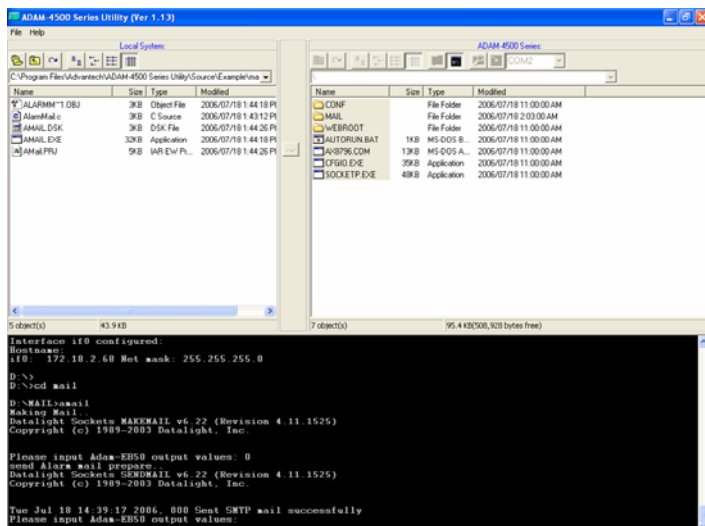 ADAM-4500 Series Utility (Ver 1.13)
File Help
Local System:
ADAM-4500 Series:
COM2
C:\Program Files\Advantech\ADAM-4500 Series Utility\Source\Example\ma
\
Name Size Type Modified
ALARMM~1.OBJ 3KB Object File 2006/07/18 1:44:18 PM
AlarmMail.c 3KB C Source 2006/07/18 1:43:12 PM
AMAIL.DSK 3KB DSK File 2006/07/18 1:44:26 PM
AMAIL.EXE 32KB Application 2006/07/18 1:44:18 PM
AMail.PRJ 5KB IAR EW Pr... 2006/07/18 1:44:26 PM
Name Size Type Modified
CONF File Folder 2006/07/18 11:00:00 AM
MAIL File Folder 2006/07/18 2:03:00 AM
WEBROOT File Folder 2006/07/18 11:00:00 AM
AUTORUN.BAT 1KB MS-DOS B... 2006/07/18 11:00:00 AM
AX8796.COM 13KB MS-DOS A... 2006/07/18 11:00:00 AM
CFGIO.EXE 35KB Application 2006/07/18 11:00:00 AM
SOCKETP.EXE 48KB Application 2006/07/18 11:00:00 AM
5 object(s) 43.9 KB
7 object(s) 95.4 KB(508,928 bytes free)
Interface if0 configured:
Hostname:
if0: 172.18.2.68 Net mask: 255.255.255.0
D:\>
D:\>cd mail
D:\MAIL>amail
Making Mail..
Datalight Sockets MAKEMAIL v6.22 (Revision 4.11.1525)
Copyright (c) 1989-2003 Datalight, Inc.
Please input Adam-EB50 output values: 0
send Alarm mail prepare..
Datalight Sockets SENDMAIL v6.22 (Revision 4.11.1525)
Copyright (c) 1989-2003 Datalight, Inc.
Tue Jul 18 14:39:17 2006, 000 Sent SMTP mail successfully
Please input Adam-EB50 output values: